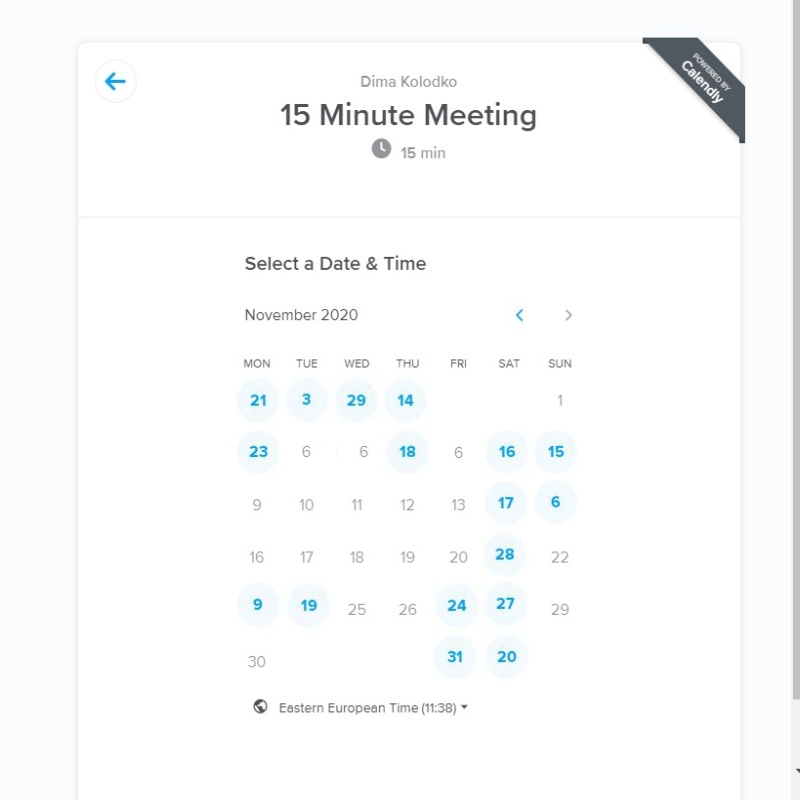 POWERED BY
Calendly
Dima Kolodko
15 Minute Meeting
15 min
Select a Date & Time
November 2020
MON TUE WED THU FRI SAT SUN
21 3 29 14 1
23 6 6 18 6 16 15
9 10 11 12 13 17 6
16 17 18 19 20 28 22
9 19 25 26 24 27 29
30 31 20
Eastern European Time (11:38)